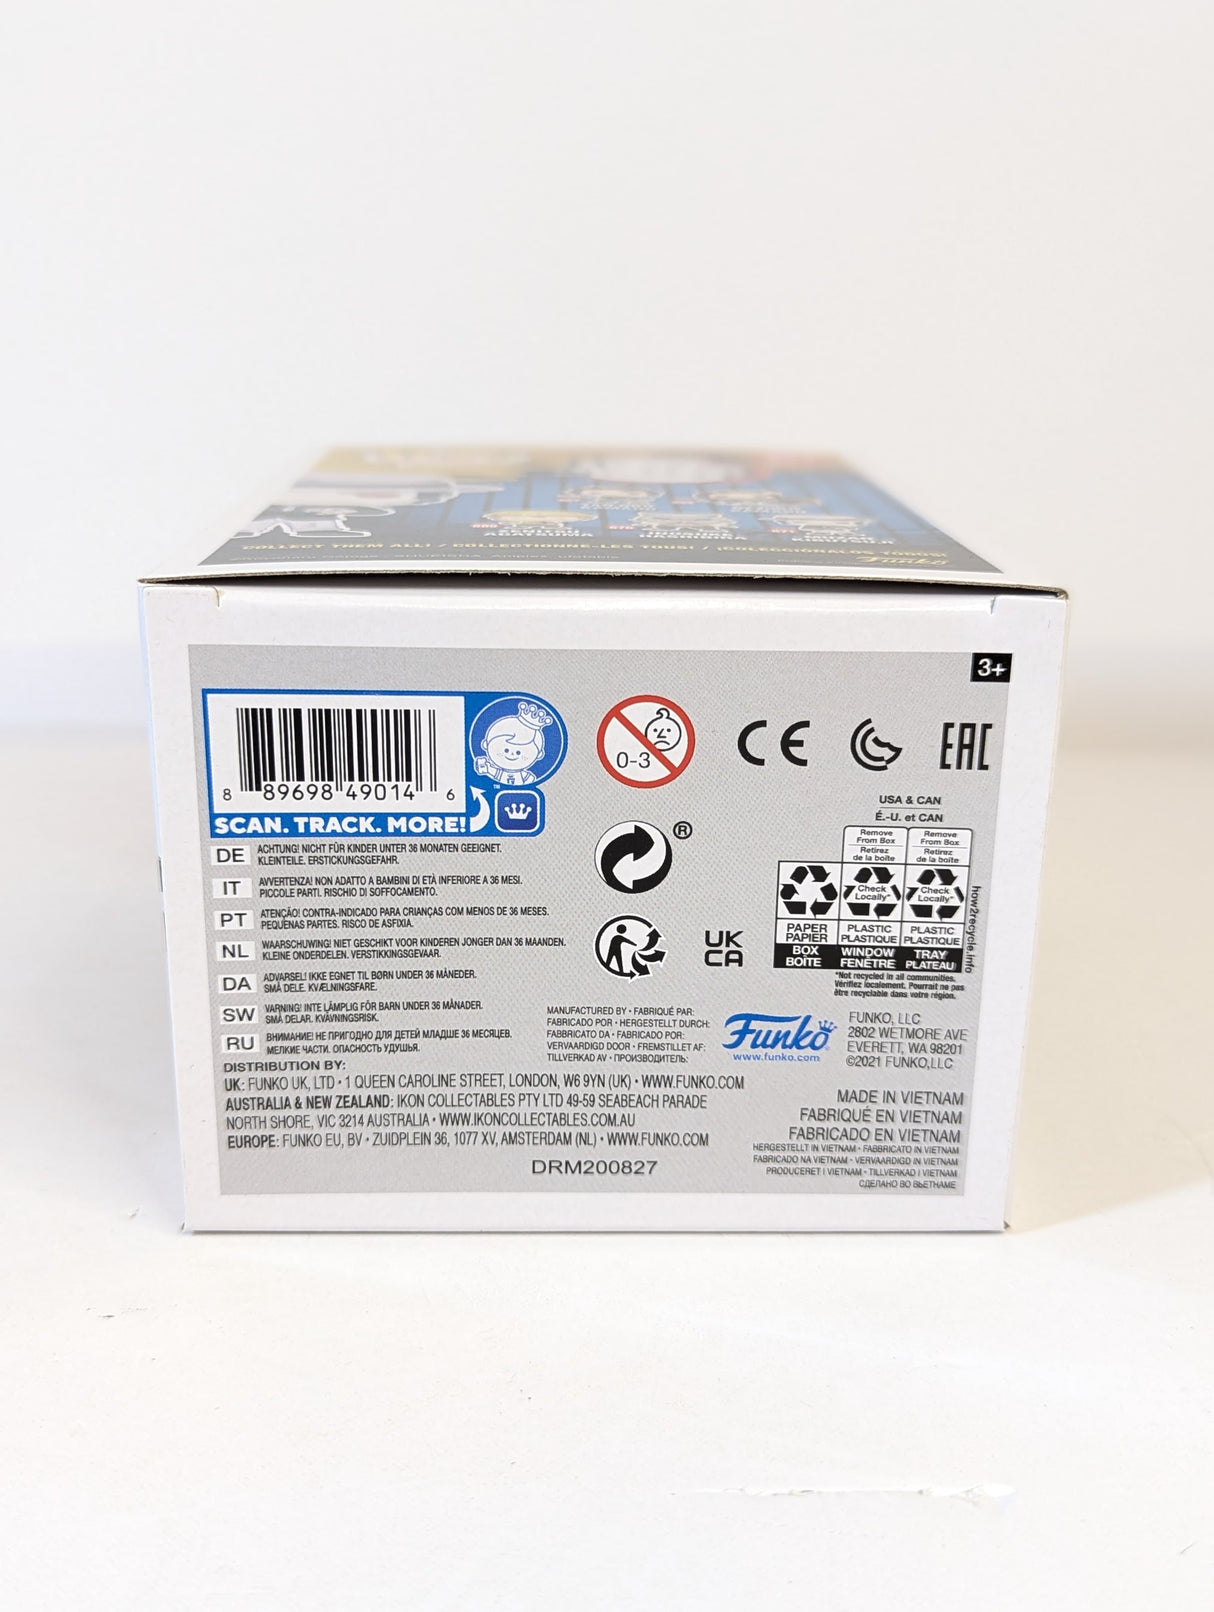 COLLECT THEM ALL! / COLLECTIONNE-LES TOUS! / ¡COLECCIÓNALOS TODOS!
Funko
3+
8 89698 49014 6
™
SCAN. TRACK. MORE!
0-3
CE
EAC
®
UK
CA
USA & CAN
É.-U. et CAN
Remove From Box
Retirez de la boîte
Remove From Box
Retirez de la boîte
Check Locally*
Check Locally*
PAPER PAPIER
PLASTIC PLASTIQUE
PLASTIC PLASTIQUE
BOX BOÎTE
WINDOW FENÊTRE
TRAY PLATEAU
how2recycle.info
*Not recycled in all communities.
Vérifiez localement. Pourrait ne pas
être recyclable dans votre région.
DE ACHTUNG! NICHT FÜR KINDER UNTER 36 MONATEN GEEIGNET.
KLEINTEILE. ERSTICKUNGSGEFAHR.
IT AVVERTENZA! NON ADATTO A BAMBINI DI ETÀ INFERIORE A 36 MESI.
PICCOLE PARTI. RISCHIO DI SOFFOCAMENTO.
PT ATENÇÃO! CONTRA-INDICADO PARA CRIANÇAS COM MENOS DE 36 MESES.
PEQUENAS PARTES. RISCO DE ASFIXIA.
NL WAARSCHUWING! NIET GESCHIKT VOOR KINDEREN JONGER DAN 36 MAANDEN.
KLEINE ONDERDELEN. VERSTIKKINGSGEVAAR.
DA ADVARSEL! IKKE EGNET TIL BØRN UNDER 36 MÅNEDER.
SMÅ DELE. KVÆLNINGSFARE.
SW VARNING! INTE LÄMPLIG FÖR BARN UNDER 36 MÅNADER.
SMÅ DELAR. KVÄVNINGSRISK.
RU ВНИМАНИЕ! НЕ ПРИГОДНО ДЛЯ ДЕТЕЙ МЛАДШЕ 36 МЕСЯЦЕВ.
МЕЛКИЕ ЧАСТИ. ОПАСНОСТЬ УДУШЬЯ.
MANUFACTURED BY • FABRIQUÉ PAR:
FABRICADO POR • HERGESTELLT DURCH:
FABBRICATO DA • FABRICADO POR:
VERVAARDIGD DOOR • FREMSTILLET AF:
TILLVERKAD AV • ПРОИЗВОДИТЕЛЬ:
Funko
www.funko.com
FUNKO, LLC
2802 WETMORE AVE
EVERETT, WA 98201
©2021 FUNKO,LLC
DISTRIBUTION BY:
UK: FUNKO UK, LTD • 1 QUEEN CAROLINE STREET, LONDON, W6 9YN (UK) • WWW.FUNKO.COM
AUSTRALIA & NEW ZEALAND: IKON COLLECTABLES PTY LTD 49-59 SEABEACH PARADE
NORTH SHORE, VIC 3214 AUSTRALIA • WWW.IKONCOLLECTABLES.COM.AU
EUROPE: FUNKO EU, BV • ZUIDPLEIN 36, 1077 XV, AMSTERDAM (NL) • WWW.FUNKO.COM
DRM200827
MADE IN VIETNAM
FABRIQUÉ EN VIETNAM
FABRICADO EN VIETNAM
HERGESTELLT IN VIETNAM • FABBRICATO IN VIETNAM
FABRICADO NA VIETNAM • VERVAARDIGD IN VIETNAM
PRODUCERET I VIETNAM • TILLVERKAD I VIETNAM
СДЕЛАНО ВО ВЬЕТНАМЕ